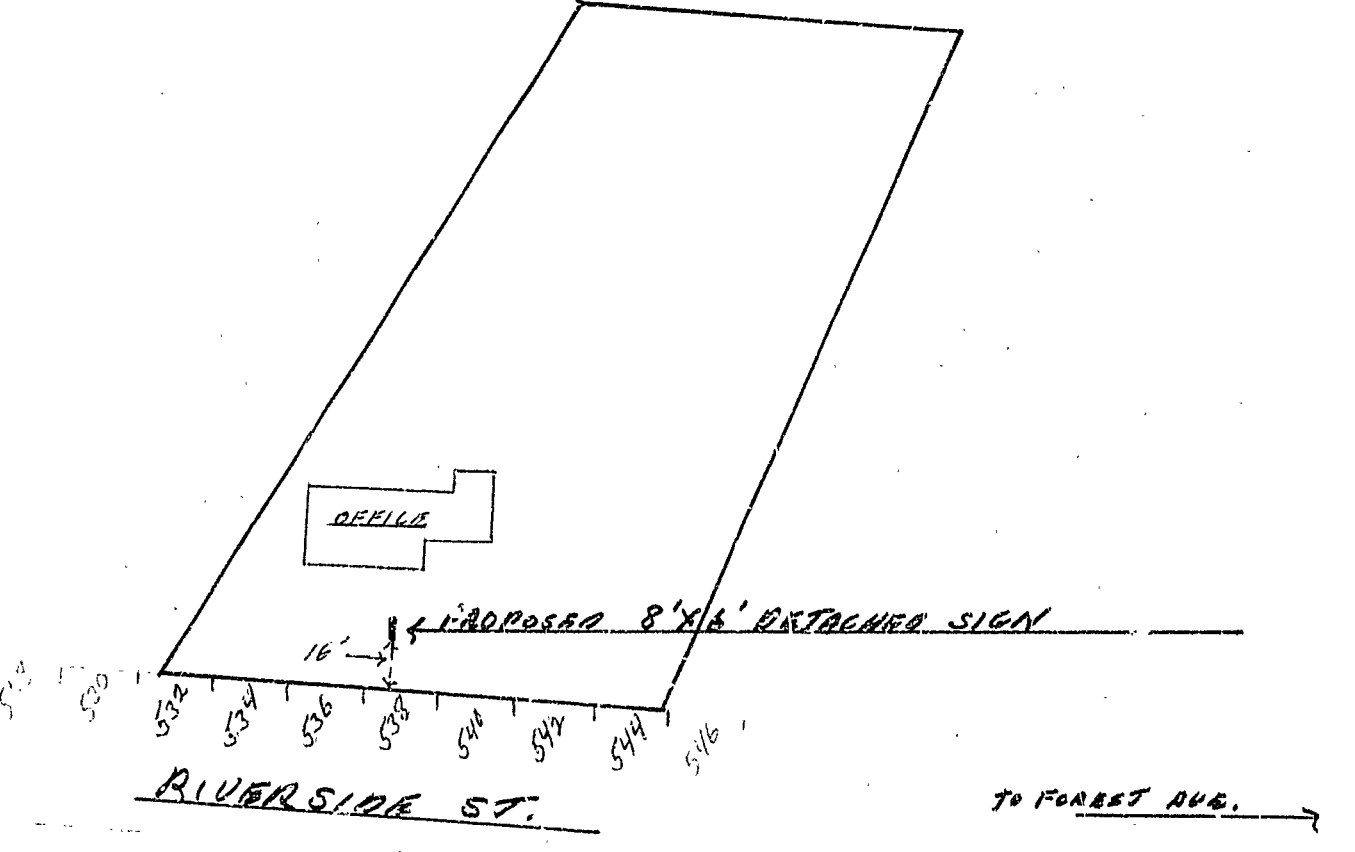 OFFICE
PROPOSED 8'X6' DETACHED SIGN
16'
530 532 534 536 538 540 542 544 546
RIVERSIDE ST.
TO FOREST AVE.